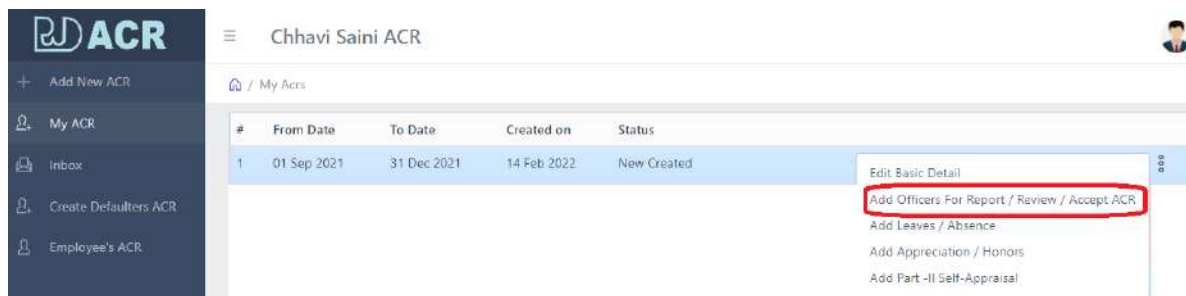 ACR
Chhavi Saini ACR
Add New ACR
/ My Acrs
My ACR
# From Date To Date Created on Status
1 01 Sep 2021 31 Dec 2021 14 Feb 2022 New Created
Inbox
Edit Basic Detail
Add Officers For Report / Review / Accept ACR
Create Defaulters ACR
Add Leaves / Absence
Employee's ACR
Add Appreciation / Honors
Add Part -II Self-Appraisal